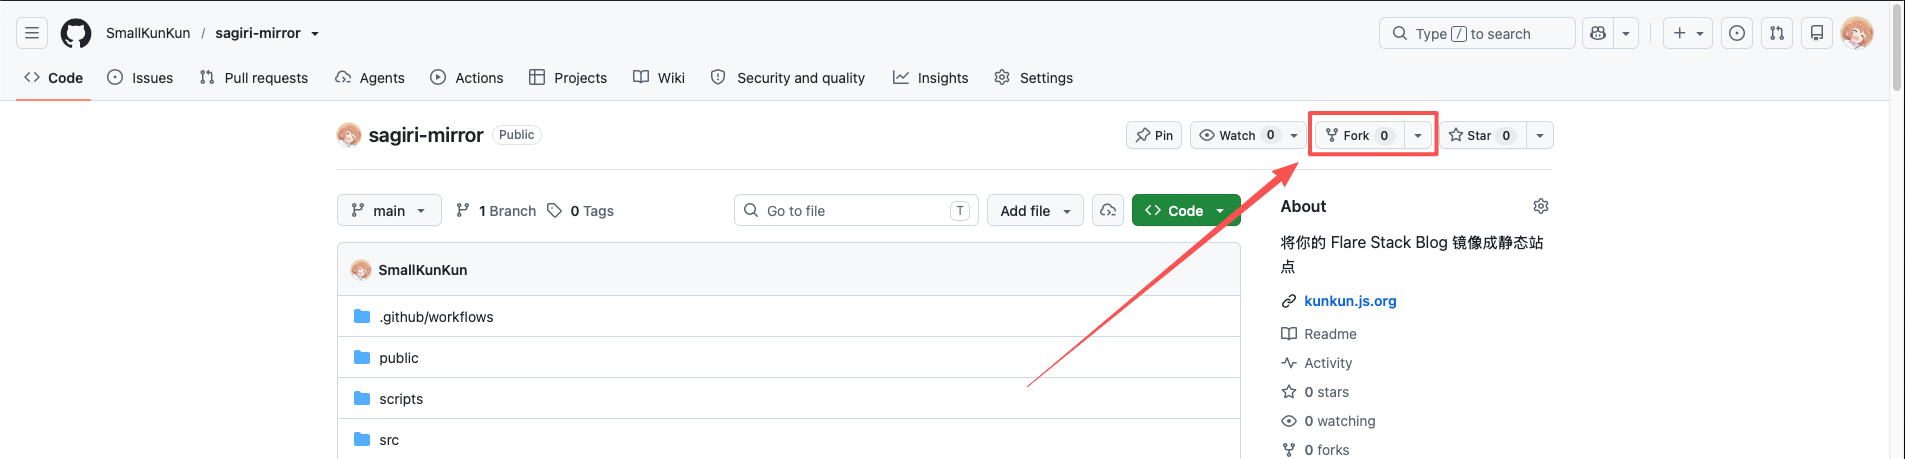 SmallKunKun / sagiri-mirror
Type / to search
Code Issues Pull requests Agents Actions Projects Wiki Security and quality Insights Settings
sagiri-mirror Public
Pin Watch 0 Fork 0 Star 0
main 1 Branch 0 Tags Go to file T Add file Code
SmallKunKun
.github/workflows
public
scripts
src
About
将你的 Flare Stack Blog 镜像成静态站
点
kunkun.js.org
Readme
Activity
0 stars
0 watching
0 forks